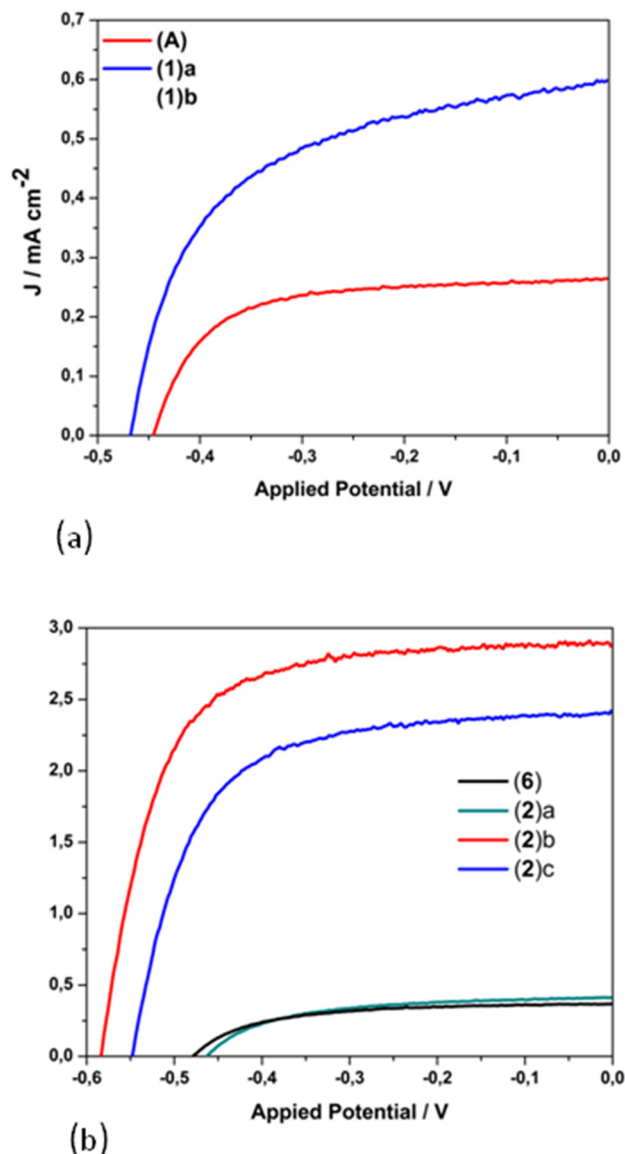 0,7
0,6
0,5
0,4
0,3
0,2
0,1
0,0
J / mA cm-2
(A)
(1)a
(1)b
-0,5 -0,4 -0,3 -0,2 -0,1 0,0
Applied Potential / V
(a)
3,0
2,5
2,0
1,5
1,0
0,5
0,0
(6)
(2)a
(2)b
(2)c
-0,6 -0,5 -0,4 -0,3 -0,2 -0,1 0,0
Appied Potential / V
(b)